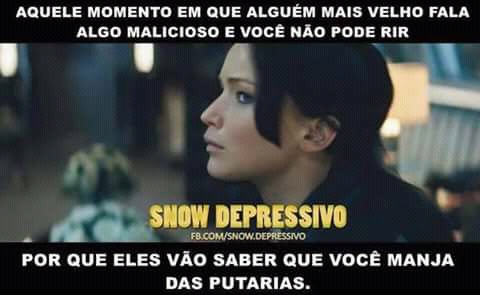 AQUELE MOMENTO EM QUE ALGUÉM MAIS VELHO FALA
ALGO MALICIOSO E VOCÊ NÃO PODE RIR
SNOW DEPRESSIVO
FB.COM/SNOW.DEPRESSIVO
POR QUE ELES VÃO SABER QUE VOCÊ MANJA
DAS PUTARIAS.